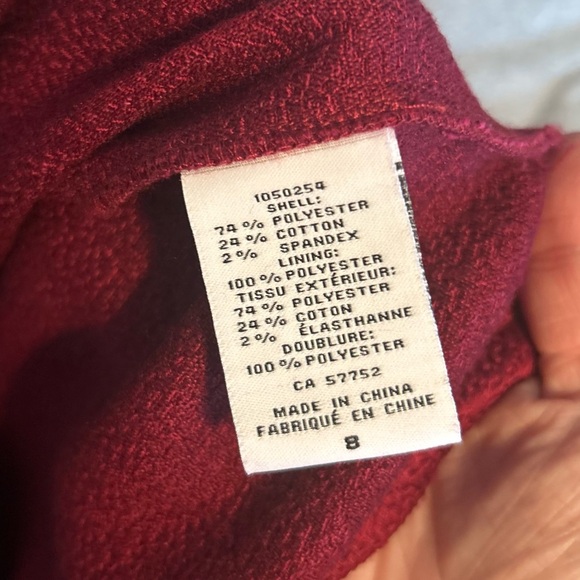 1050254
SHELL:
74% POLYESTER
24% COTTON
2% SPANDEX
LINING:
100% POLYESTER
TISSU EXTÉRIEUR:
74% POLYESTER
24% COTON
2% ÉLASTHANNE
DOUBLURE:
100% POLYESTER
CA 57752
MADE IN CHINA
FABRIQUÉ EN CHINE
8